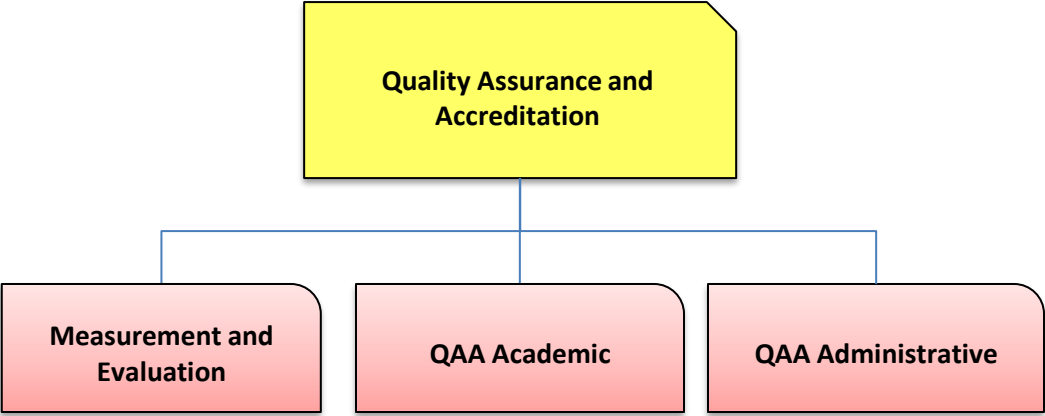 Quality Assurance and
Accreditation
Measurement and
Evaluation
QAA Academic
QAA Administrative